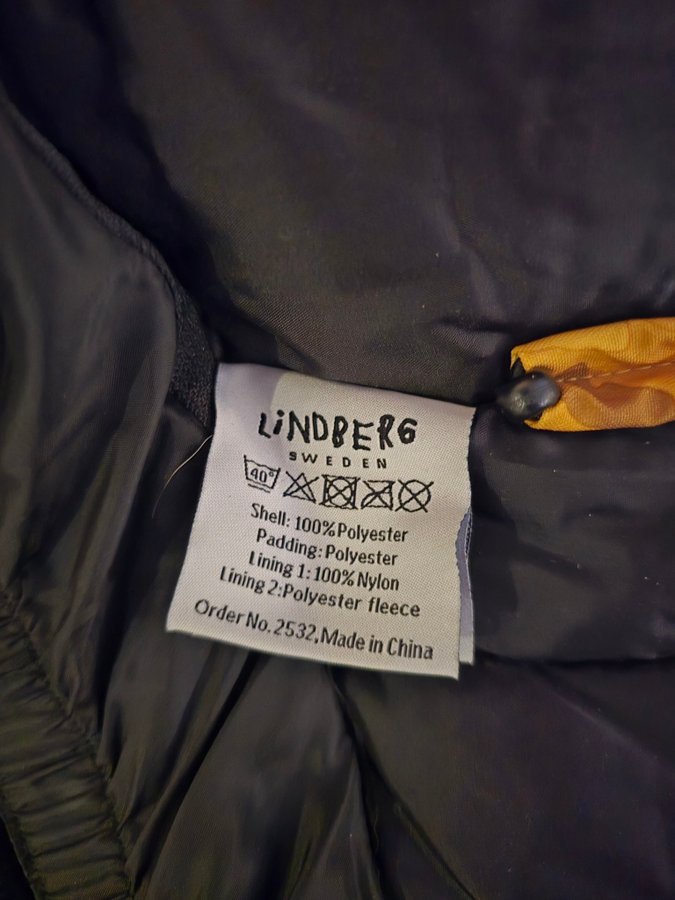 LiNDBERG
SWEDEN
40°
Shell: 100% Polyester
Padding: Polyester
Lining 1: 100% Nylon
Lining 2:Polyester fleece
Order No. 2532, Made in China